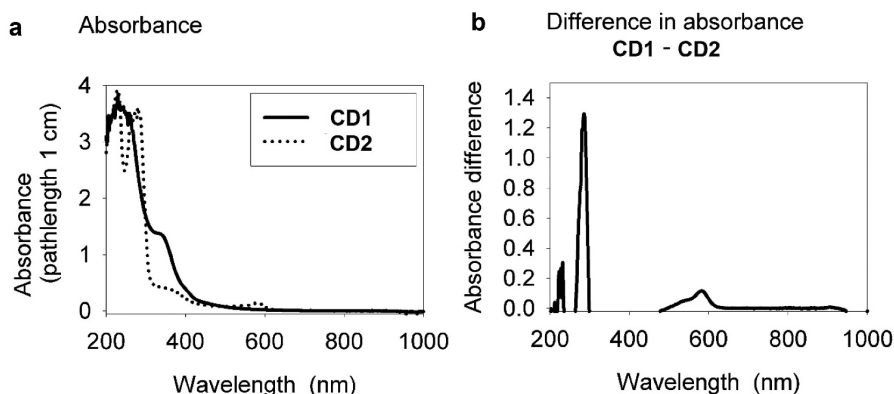 a Absorbance
Absorbance
(pathlength 1 cm)
4
3
2
1
0
CD1
CD2
200 400 600 800 1000
Wavelength (nm)
b Difference in absorbance
CD1 - CD2
Absorbance difference
1.4
1.2
1.0
0.8
0.6
0.4
0.2
0.0
200 400 600 800 1000
Wavelength (nm)